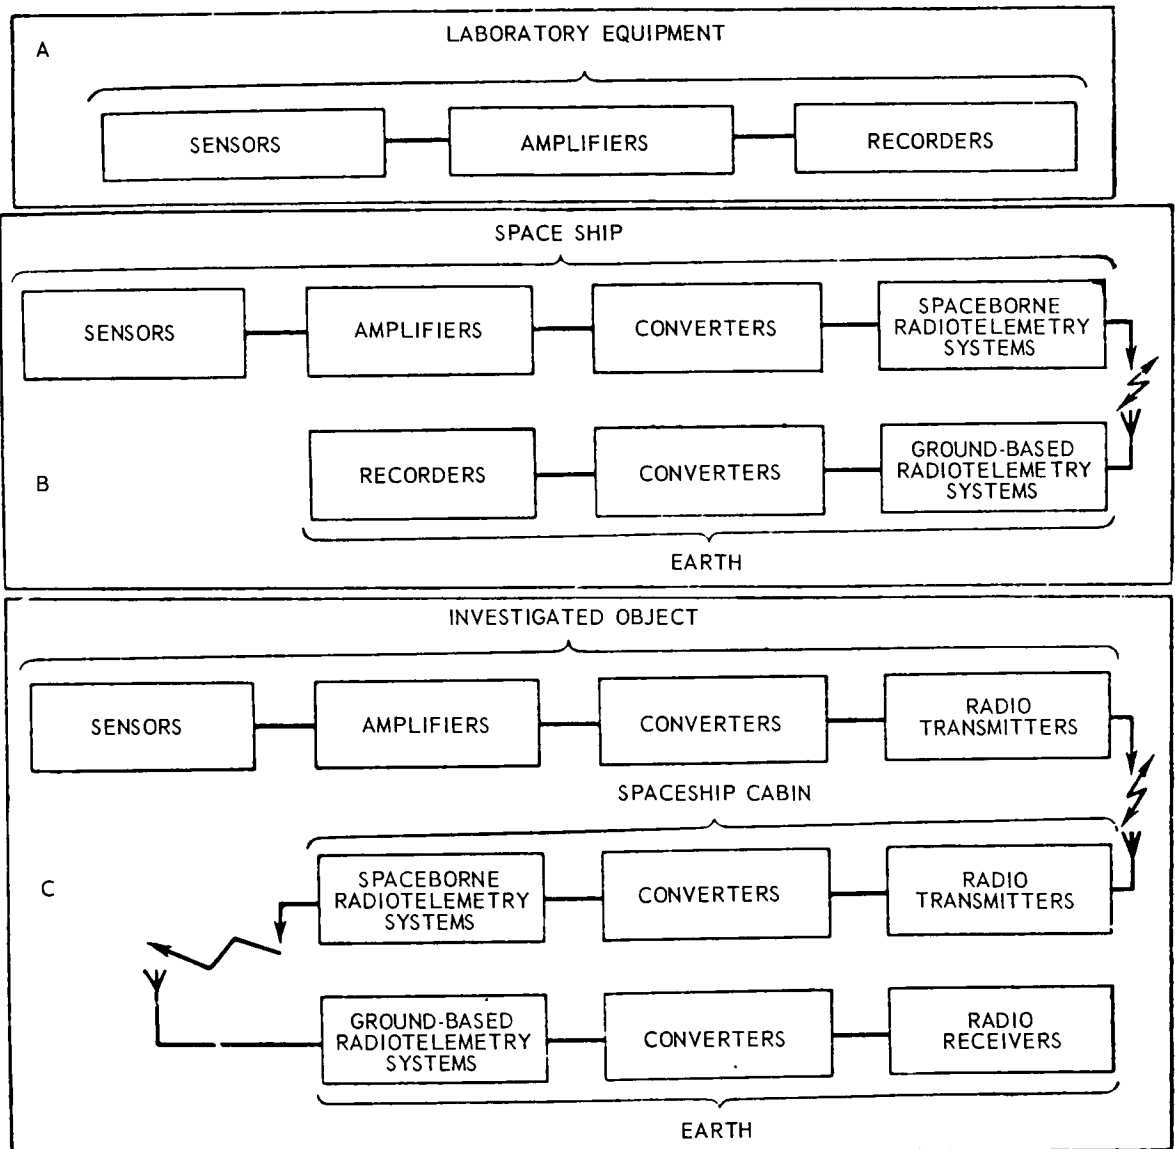 A
LABORATORY EQUIPMENT
SENSORS
AMPLIFIERS
RECORDERS
SPACE SHIP
SENSORS
AMPLIFIERS
CONVERTERS
SPACEBORNE
RADIOTELEMETRY
SYSTEMS
B
RECORDERS
CONVERTERS
GROUND-BASED
RADIOTELEMETRY
SYSTEMS
EARTH
INVESTIGATED OBJECT
SENSORS
AMPLIFIERS
CONVERTERS
RADIO
TRANSMITTERS
SPACESHIP CABIN
C
SPACEBORNE
RADIOTELEMETRY
SYSTEMS
CONVERTERS
RADIO
TRANSMITTERS
GROUND-BASED
RADIOTELEMETRY
SYSTEMS
CONVERTERS
RADIO
RECEIVERS
EARTH